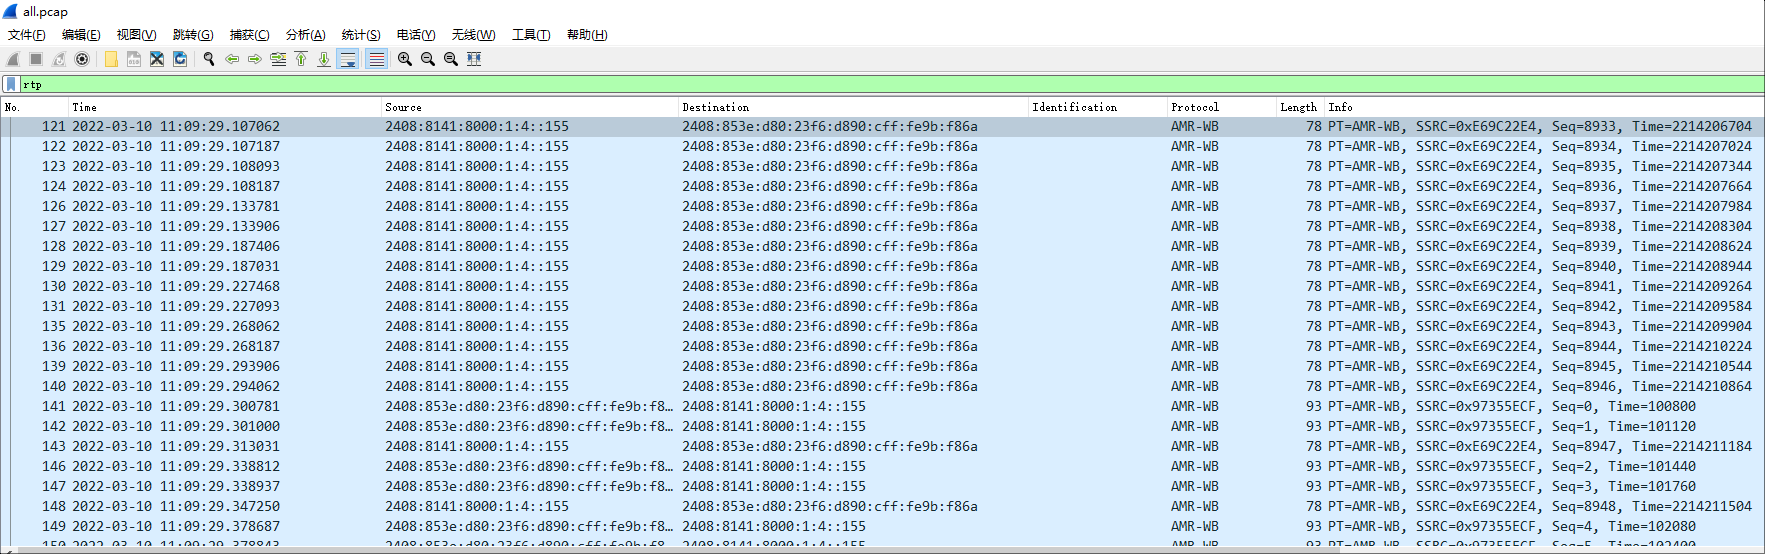 all.pcap
文件(F) 编辑(E) 视图(V) 跳转(G) 捕获(C) 分析(A) 统计(S) 电话(Y) 无线(W) 工具(T) 帮助(H)
rtp
No. Time Source Destination Identification Protocol Length Info
121 2022-03-10 11:09:29.107062 2408:8141:8000:1:4::155 2408:853e:d80:23f6:d890:cff:fe9b:f86a AMR-WB 78 PT=AMR-WB, SSRC=0xE69C22E4, Seq=8933, Time=2214206704
122 2022-03-10 11:09:29.107187 2408:8141:8000:1:4::155 2408:853e:d80:23f6:d890:cff:fe9b:f86a AMR-WB 78 PT=AMR-WB, SSRC=0xE69C22E4, Seq=8934, Time=2214207024
123 2022-03-10 11:09:29.108093 2408:8141:8000:1:4::155 2408:853e:d80:23f6:d890:cff:fe9b:f86a AMR-WB 78 PT=AMR-WB, SSRC=0xE69C22E4, Seq=8935, Time=2214207344
124 2022-03-10 11:09:29.108187 2408:8141:8000:1:4::155 2408:853e:d80:23f6:d890:cff:fe9b:f86a AMR-WB 78 PT=AMR-WB, SSRC=0xE69C22E4, Seq=8936, Time=2214207664
126 2022-03-10 11:09:29.133781 2408:8141:8000:1:4::155 2408:853e:d80:23f6:d890:cff:fe9b:f86a AMR-WB 78 PT=AMR-WB, SSRC=0xE69C22E4, Seq=8937, Time=2214207984
127 2022-03-10 11:09:29.133906 2408:8141:8000:1:4::155 2408:853e:d80:23f6:d890:cff:fe9b:f86a AMR-WB 78 PT=AMR-WB, SSRC=0xE69C22E4, Seq=8938, Time=2214208304
128 2022-03-10 11:09:29.187406 2408:8141:8000:1:4::155 2408:853e:d80:23f6:d890:cff:fe9b:f86a AMR-WB 78 PT=AMR-WB, SSRC=0xE69C22E4, Seq=8939, Time=2214208624
129 2022-03-10 11:09:29.187031 2408:8141:8000:1:4::155 2408:853e:d80:23f6:d890:cff:fe9b:f86a AMR-WB 78 PT=AMR-WB, SSRC=0xE69C22E4, Seq=8940, Time=2214208944
130 2022-03-10 11:09:29.227468 2408:8141:8000:1:4::155 2408:853e:d80:23f6:d890:cff:fe9b:f86a AMR-WB 78 PT=AMR-WB, SSRC=0xE69C22E4, Seq=8941, Time=2214209264
131 2022-03-10 11:09:29.227093 2408:8141:8000:1:4::155 2408:853e:d80:23f6:d890:cff:fe9b:f86a AMR-WB 78 PT=AMR-WB, SSRC=0xE69C22E4, Seq=8942, Time=2214209584
135 2022-03-10 11:09:29.268062 2408:8141:8000:1:4::155 2408:853e:d80:23f6:d890:cff:fe9b:f86a AMR-WB 78 PT=AMR-WB, SSRC=0xE69C22E4, Seq=8943, Time=2214209904
136 2022-03-10 11:09:29.268187 2408:8141:8000:1:4::155 2408:853e:d80:23f6:d890:cff:fe9b:f86a AMR-WB 78 PT=AMR-WB, SSRC=0xE69C22E4, Seq=8944, Time=2214210224
139 2022-03-10 11:09:29.293906 2408:8141:8000:1:4::155 2408:853e:d80:23f6:d890:cff:fe9b:f86a AMR-WB 78 PT=AMR-WB, SSRC=0xE69C22E4, Seq=8945, Time=2214210544
140 2022-03-10 11:09:29.294062 2408:8141:8000:1:4::155 2408:853e:d80:23f6:d890:cff:fe9b:f86a AMR-WB 78 PT=AMR-WB, SSRC=0xE69C22E4, Seq=8946, Time=2214210864
141 2022-03-10 11:09:29.300781 2408:853e:d80:23f6:d890:cff:fe9b:f8… 2408:8141:8000:1:4::155 AMR-WB 93 PT=AMR-WB, SSRC=0x97355ECF, Seq=0, Time=100800
142 2022-03-10 11:09:29.301000 2408:853e:d80:23f6:d890:cff:fe9b:f8… 2408:8141:8000:1:4::155 AMR-WB 93 PT=AMR-WB, SSRC=0x97355ECF, Seq=1, Time=101120
143 2022-03-10 11:09:29.313031 2408:8141:8000:1:4::155 2408:853e:d80:23f6:d890:cff:fe9b:f86a AMR-WB 78 PT=AMR-WB, SSRC=0xE69C22E4, Seq=8947, Time=2214211184
146 2022-03-10 11:09:29.338812 2408:853e:d80:23f6:d890:cff:fe9b:f8… 2408:8141:8000:1:4::155 AMR-WB 93 PT=AMR-WB, SSRC=0x97355ECF, Seq=2, Time=101440
147 2022-03-10 11:09:29.338937 2408:853e:d80:23f6:d890:cff:fe9b:f8… 2408:8141:8000:1:4::155 AMR-WB 93 PT=AMR-WB, SSRC=0x97355ECF, Seq=3, Time=101760
148 2022-03-10 11:09:29.347250 2408:8141:8000:1:4::155 2408:853e:d80:23f6:d890:cff:fe9b:f86a AMR-WB 78 PT=AMR-WB, SSRC=0xE69C22E4, Seq=8948, Time=2214211504
149 2022-03-10 11:09:29.378687 2408:853e:d80:23f6:d890:cff:fe9b:f8… 2408:8141:8000:1:4::155 AMR-WB 93 PT=AMR-WB, SSRC=0x97355ECF, Seq=4, Time=102080